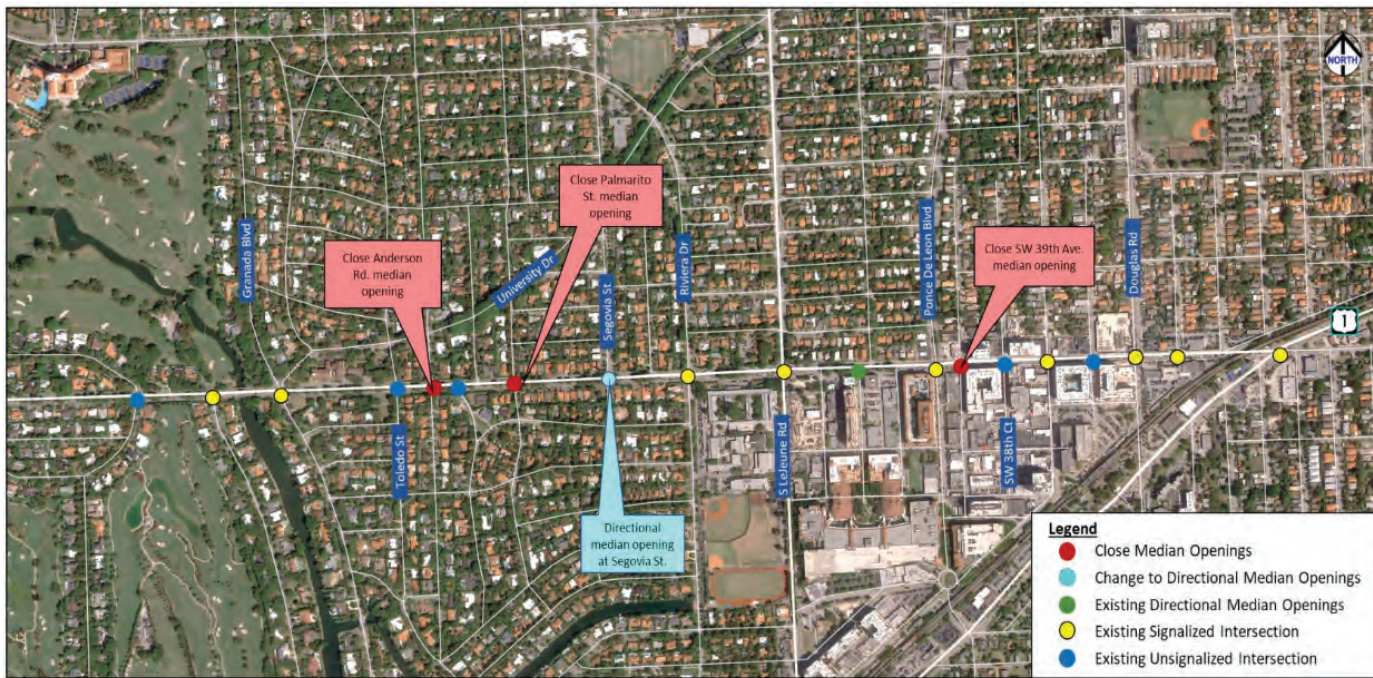 NORTH
Close Palmarito
St. median
opening
Close Anderson
Rd. median
opening
Close SW 39th Ave.
median opening
Granada Blvd
University Dr
Segovia St
Riviera Dr
Ponce De Leon Blvd
Douglas Rd
1
Toledo St
S LeJeune Rd
SW 38th Ct
Directional
median opening
at Segovia St.
Legend
Close Median Openings
Change to Directional Median Openings
Existing Directional Median Openings
Existing Signalized Intersection
Existing Unsignalized Intersection